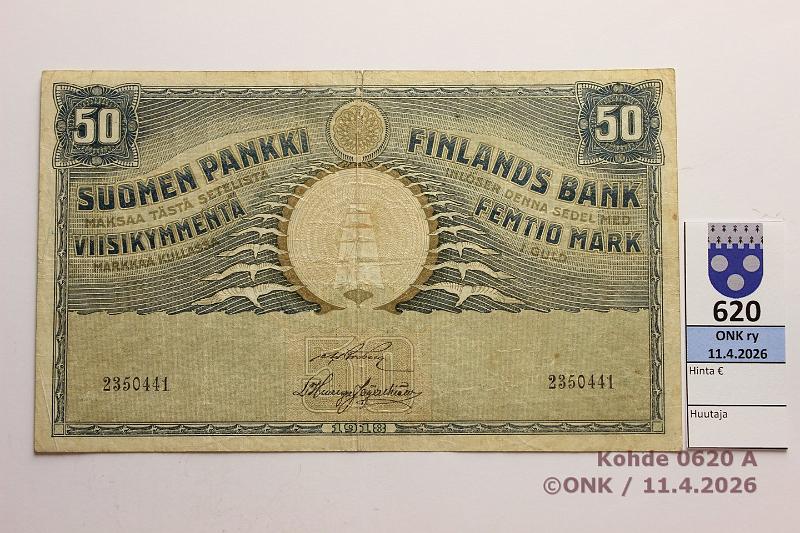 50
50
SUOMEN PANKKI
MAKSAA TÄSTÄ SETELISTÄ
VIISIKYMMENTÄ
MARKKAA KULLASSA
FINLANDS BANK
INLÖSER DENNA SEDEL MED
FEMTIO MARK
I GULD
2350441
2350441
1918
620
ONK ry
11.4.2026
Hinta €
Huutaja
Kohde 0620 A
©ONK / 11.4.2026